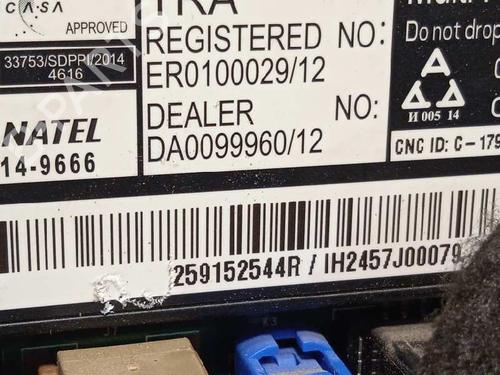 CASA
APPROVED
33753/SDPPI/2014
4616
NATEL
14-9666
TRA
REGISTERED NO:
ER0100029/12
DEALER NO:
DA0099960/12
Do not drop
И 005 14
CNC ID: C-179
259152544R / IH2457J00079